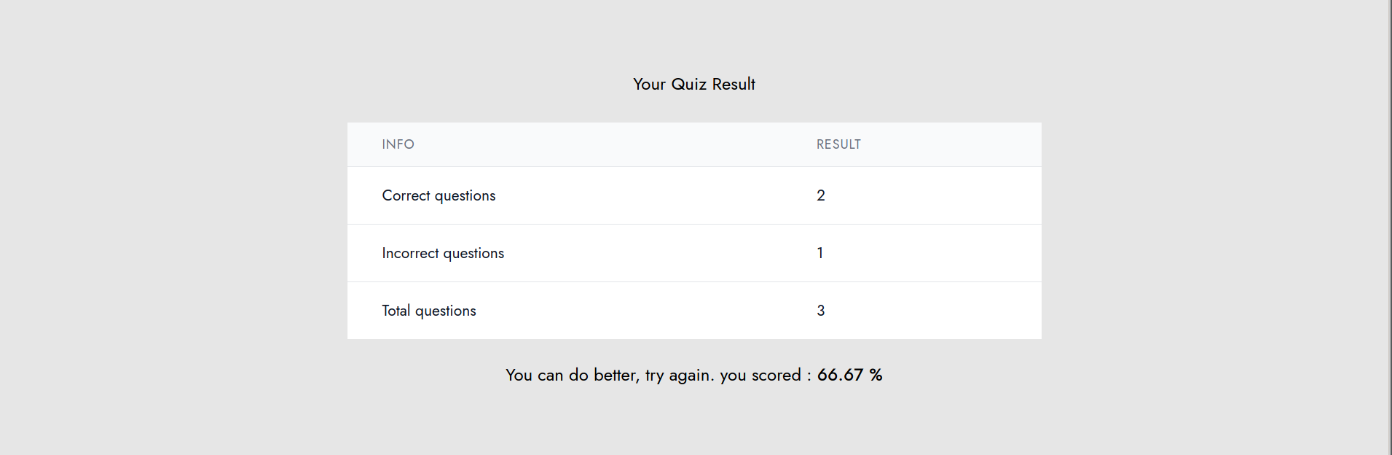 Your Quiz Result
INFO RESULT
Correct questions 2
Incorrect questions 1
Total questions 3
You can do better, try again. you scored : 66.67 %